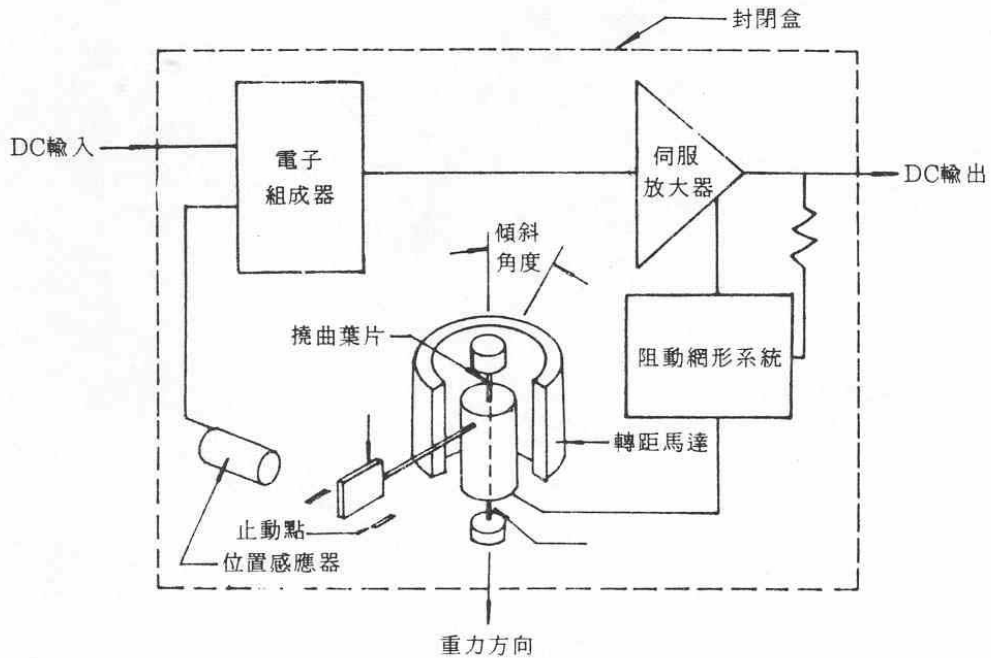 封閉盒
DC輸入
電子
組成器
伺服
放大器
DC輸出
傾斜
角度
撓曲葉片
阻動網形系統
轉距馬達
止動點
位置感應器
重力方向